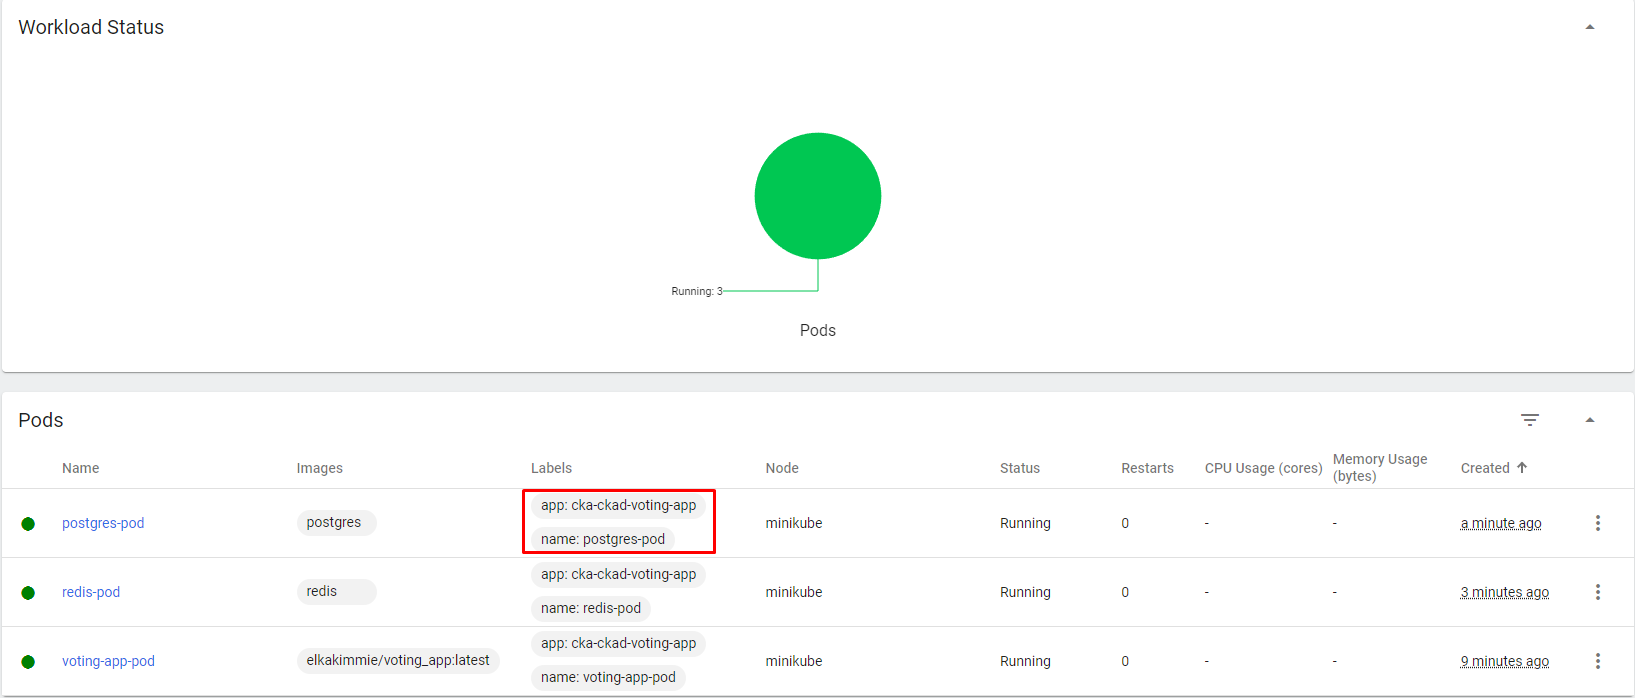 Workload Status
Running: 3
Pods
Pods
Name Images Labels Node Status Restarts CPU Usage (cores) Memory Usage (bytes) Created
postgres-pod postgres app: cka-ckad-voting-app name: postgres-pod minikube Running 0 - - a minute ago
redis-pod redis app: cka-ckad-voting-app name: redis-pod minikube Running 0 - - 3 minutes ago
voting-app-pod elkakimmie/voting_app:latest app: cka-ckad-voting-app name: voting-app-pod minikube Running 0 - - 9 minutes ago